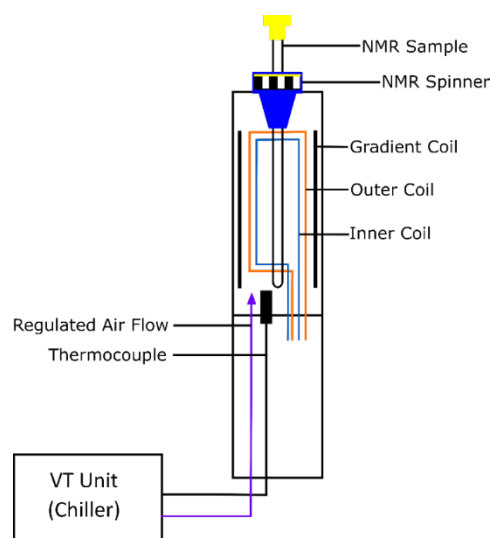 NMR Sample
NMR Spinner
Gradient Coil
Outer Coil
Inner Coil
Regulated Air Flow
Thermocouple
VT Unit
(Chiller)